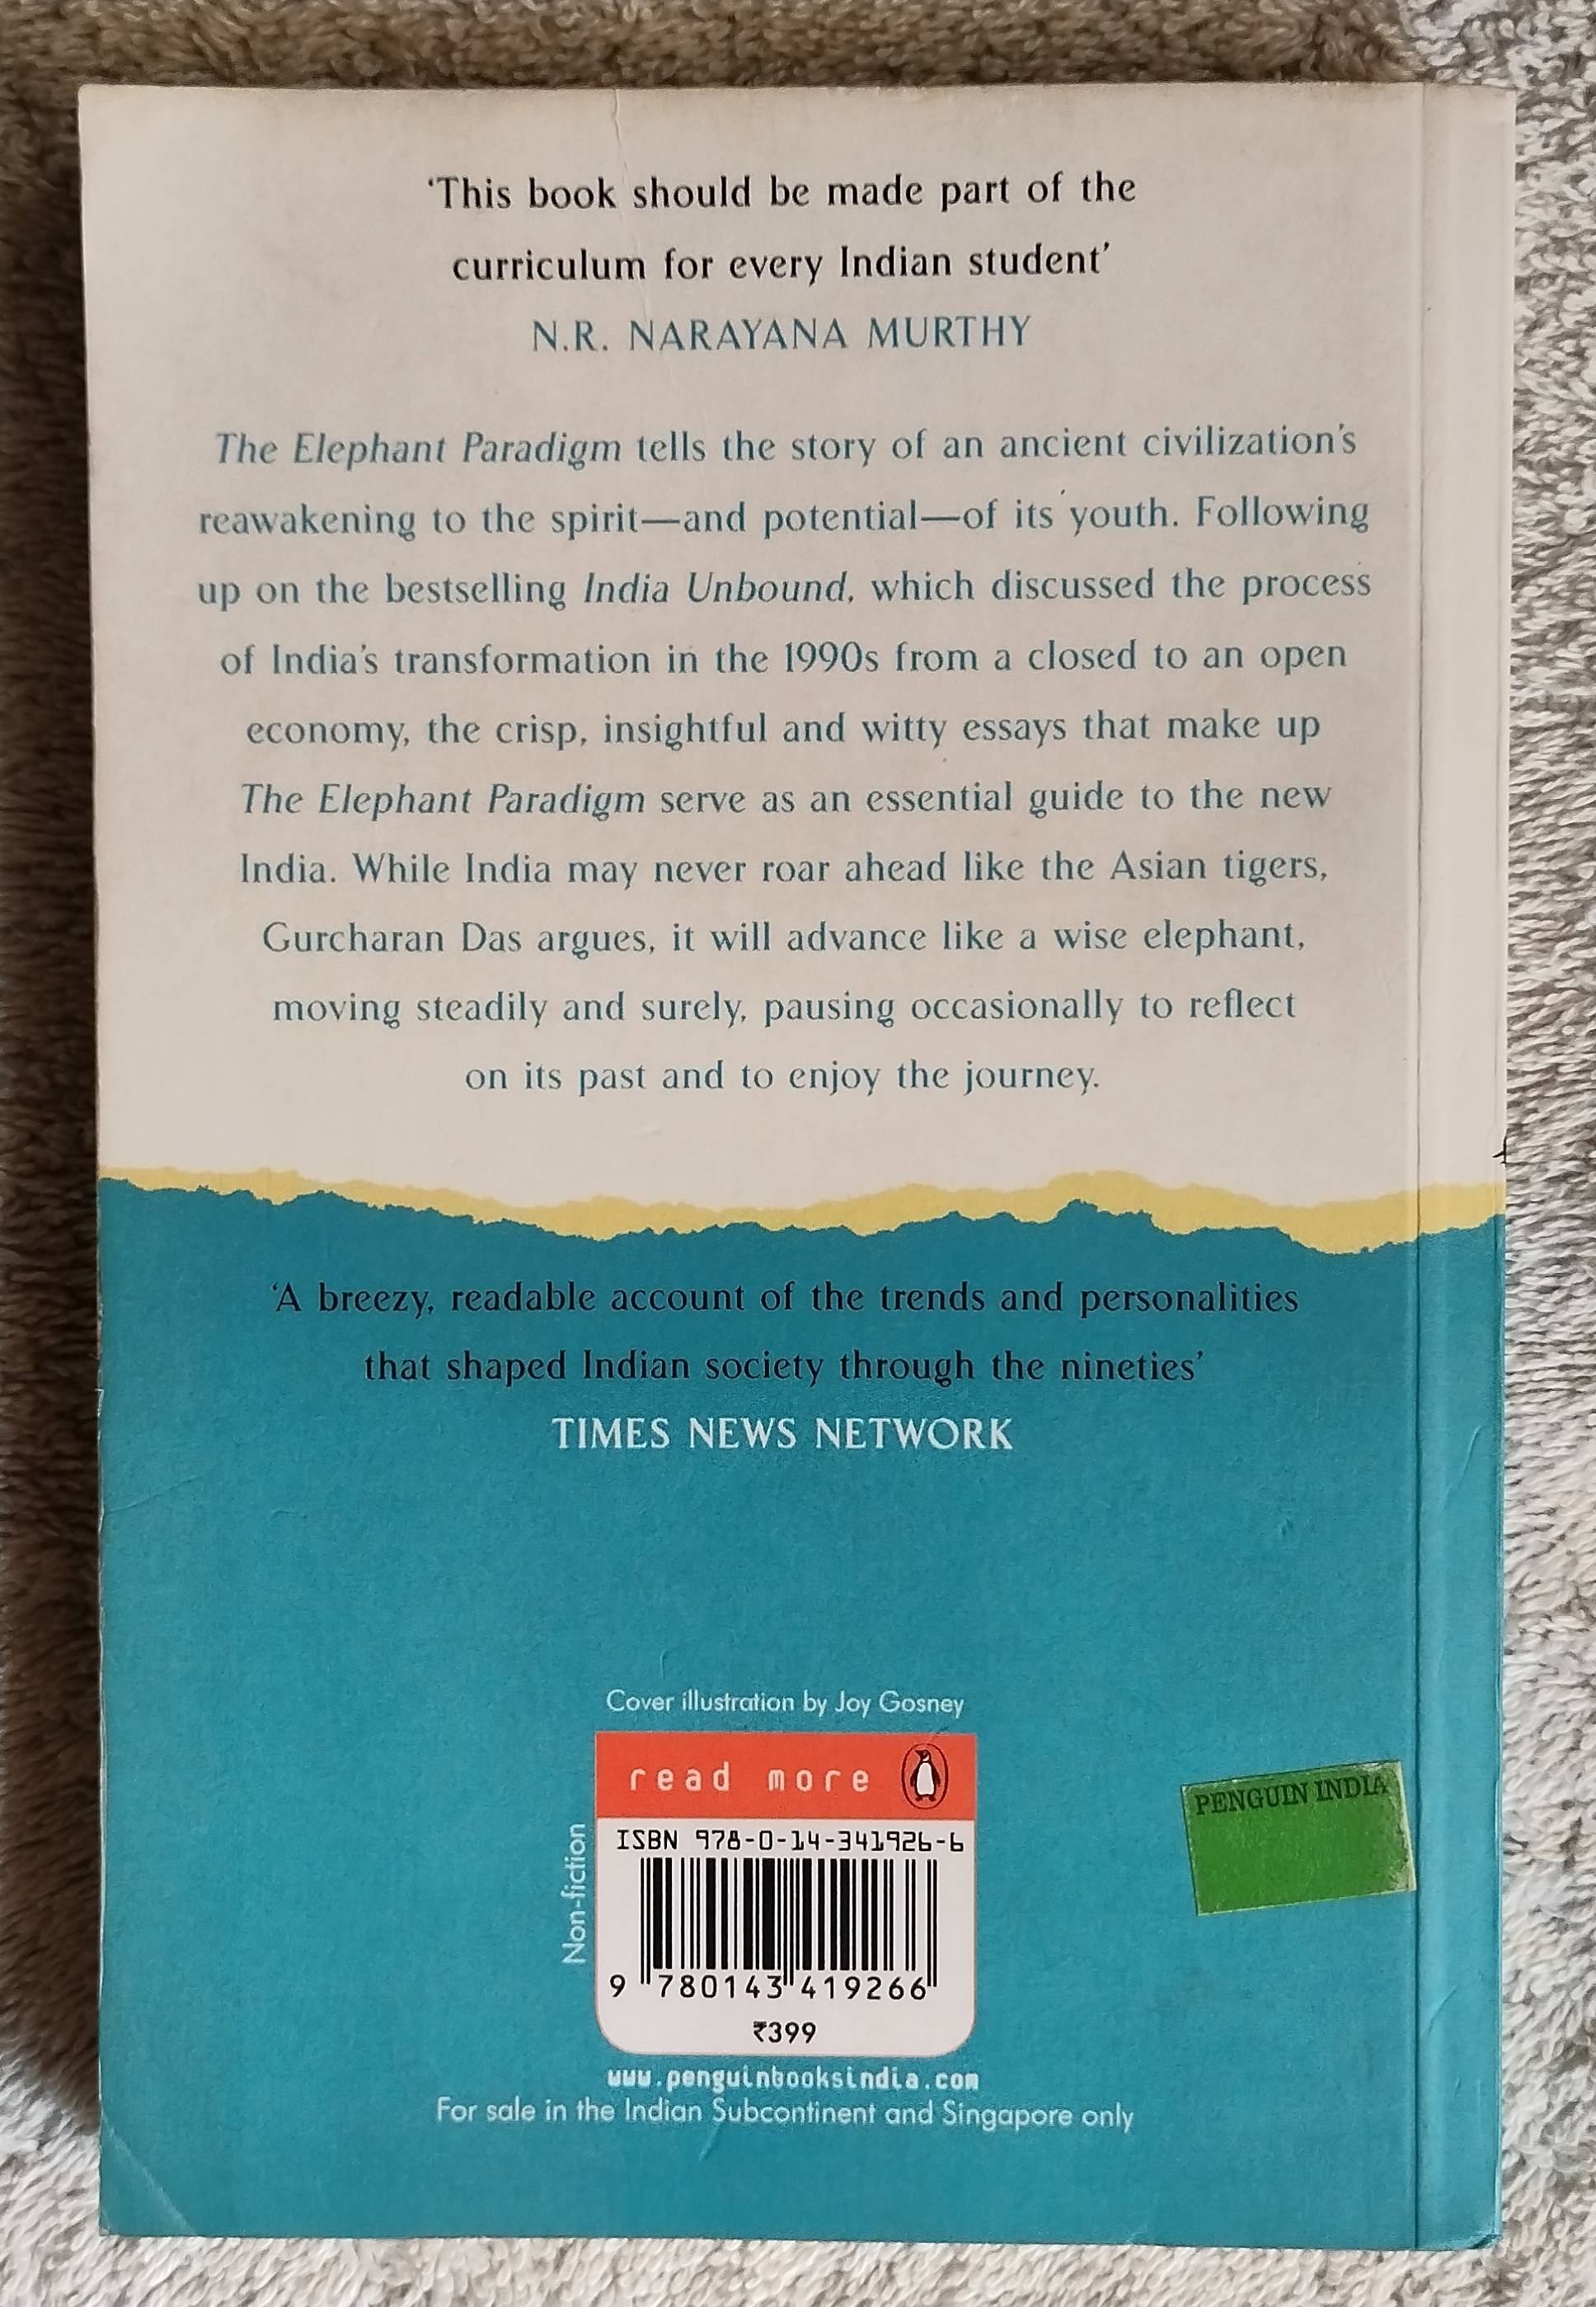 ‘This book should be made part of the
curriculum for every Indian student’
N.R. NARAYANA MURTHY
The Elephant Paradigm tells the story of an ancient civilization's
reawakening to the spirit—and potential—of its youth. Following
up on the bestselling India Unbound, which discussed the process
of India's transformation in the 1990s from a closed to an open
economy, the crisp, insightful and witty essays that make up
The Elephant Paradigm serve as an essential guide to the new
India. While India may never roar ahead like the Asian tigers,
Gurcharan Das argues, it will advance like a wise elephant,
moving steadily and surely, pausing occasionally to reflect
on its past and to enjoy the journey.
‘A breezy, readable account of the trends and personalities
that shaped Indian society through the nineties’
TIMES NEWS NETWORK
Cover illustration by Joy Gosney
read more
Non-fiction
ISBN 978-0-14-341926-6
9 780143 419266
₹399
www.penguinbooksindia.com
For sale in the Indian Subcontinent and Singapore only
PENGUIN INDIA